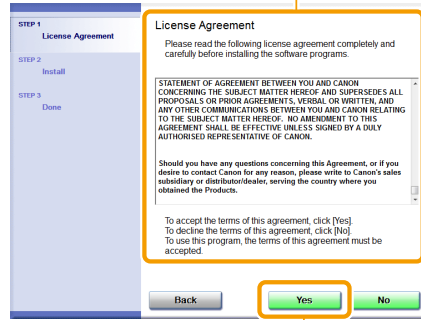 STEP 1
License Agreement
STEP 2
Install
STEP 3
Done
License Agreement
Please read the following license agreement completely and
carefully before installing the software programs.
STATEMENT OF AGREEMENT BETWEEN YOU AND CANON
CONCERNING THE SUBJECT MATTER HEREOF AND SUPERSEDES ALL
PROPOSALS OR PRIOR AGREEMENTS, VERBAL OR WRITTEN, AND
ANY OTHER COMMUNICATIONS BETWEEN YOU AND CANON RELATING
TO THE SUBJECT MATTER HEREOF. NO AMENDMENT TO THIS
AGREEMENT SHALL BE EFFECTIVE UNLESS SIGNED BY A DULY
AUTHORISED REPRESENTATIVE OF CANON.
Should you have any questions concerning this Agreement, or if you
desire to contact Canon for any reason, please write to Canon's sales
subsidiary or distributor/dealer, serving the country where you
obtained the Products.
To accept the terms of this agreement, click [Yes].
To decline the terms of this agreement, click [No].
To use this program, the terms of this agreement must be
accepted.
Back
Yes
No